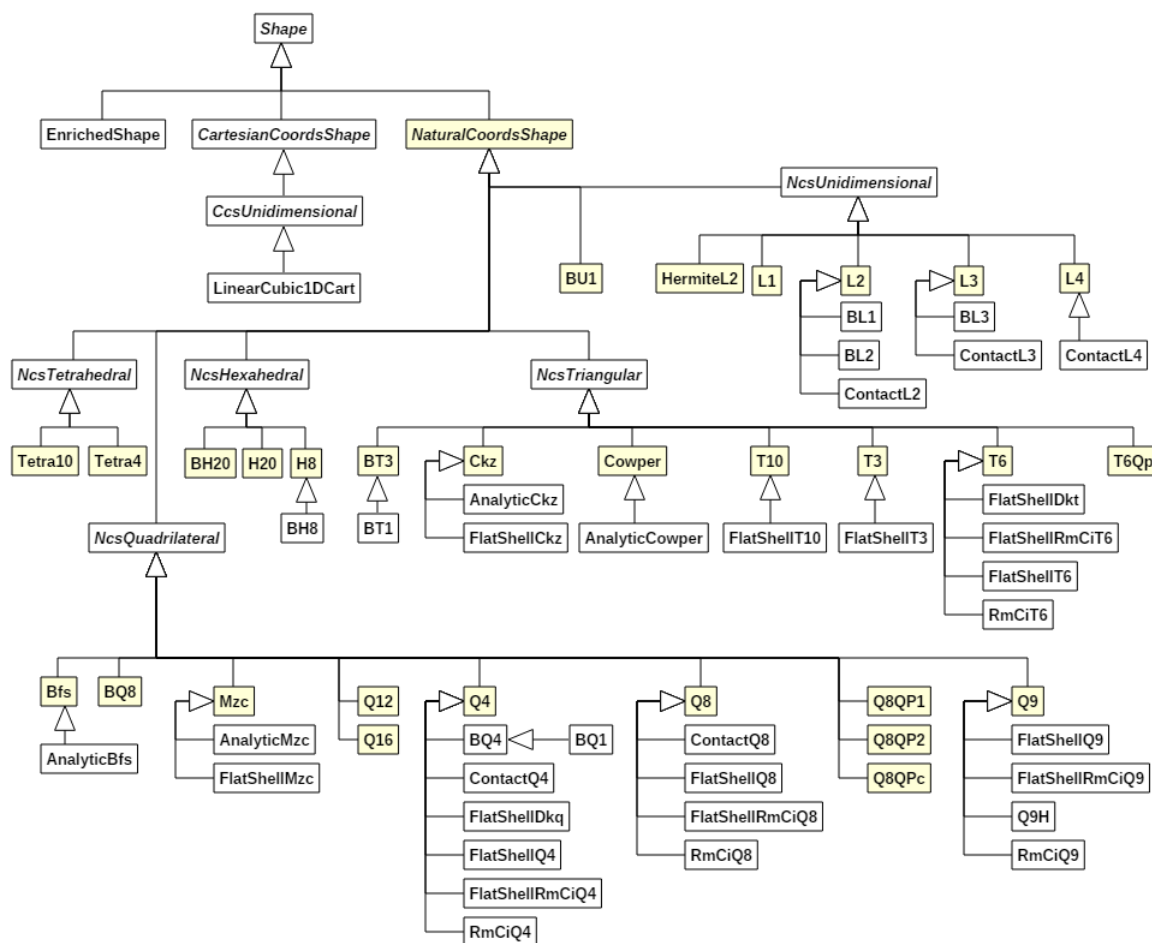 Shape
EnrichedShape
CartesianCoordsShape
NaturalCoordsShape
NcsUnidimensional
CcsUnidimensional
LinearCubic1DCart
BU1
HermiteL2
L1
L2
L3
L4
BL1
BL3
BL2
ContactL3
ContactL4
ContactL2
NcsTetrahedral
NcsHexahedral
NcsTriangular
Tetra10
Tetra4
BH20
H20
H8
BT3
Ckz
Cowper
T10
T3
T6
T6Qp
BH8
BT1
AnalyticCkz
FlatShellCkz
AnalyticCowper
FlatShellT10
FlatShellT3
FlatShellDkt
FlatShellRmCiT6
FlatShellT6
RmCiT6
NcsQuadrilateral
Bfs
BQ8
Mzc
Q12
Q4
Q8
Q8QP1
Q9
AnalyticBfs
AnalyticMzc
FlatShellMzc
Q16
BQ4
BQ1
ContactQ4
FlatShellDkq
FlatShellQ4
FlatShellRmCiQ4
RmCiQ4
ContactQ8
FlatShellQ8
FlatShellRmCiQ8
RmCiQ8
Q8QP2
Q8QPc
FlatShellQ9
FlatShellRmCiQ9
Q9H
RmCiQ9